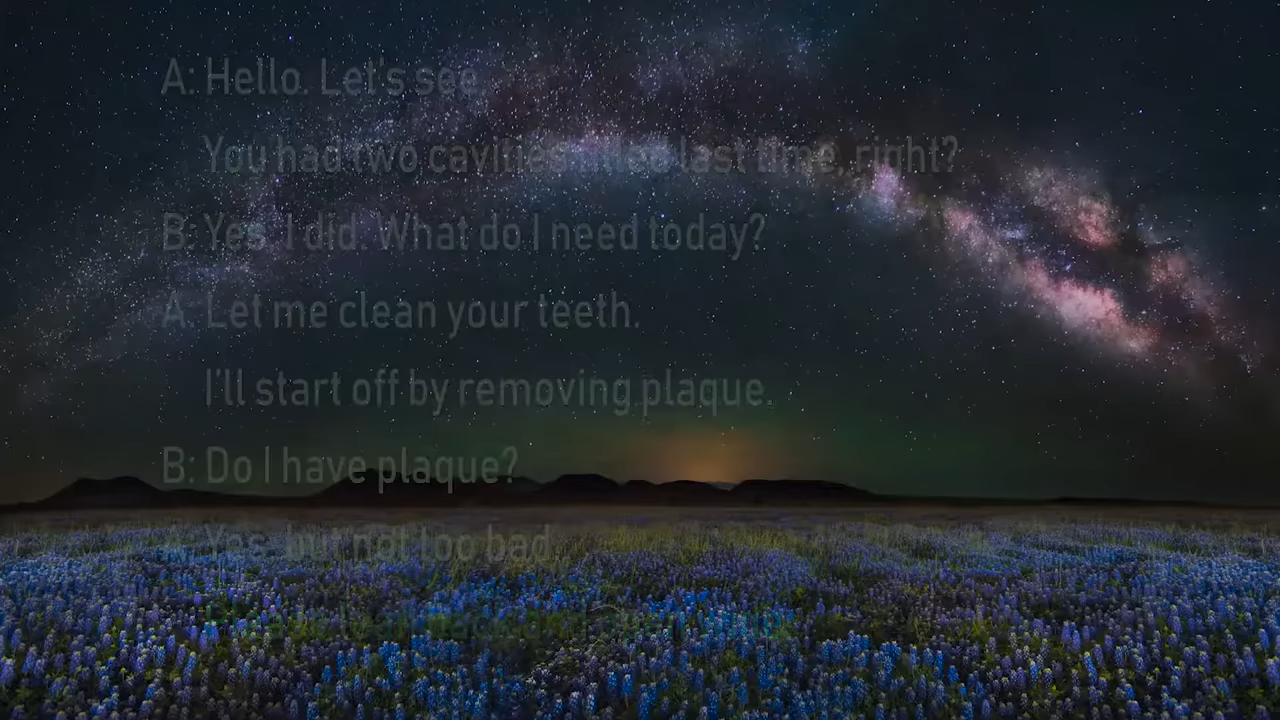 A: Hello. Let's see.
You had two cavities filled last time, right?
B: Yes, I did. What do I need today?
A: Let me clean your teeth.
I'll start off by removing plaque.
B: Do I have plaque?
A: Yes, but not too bad.